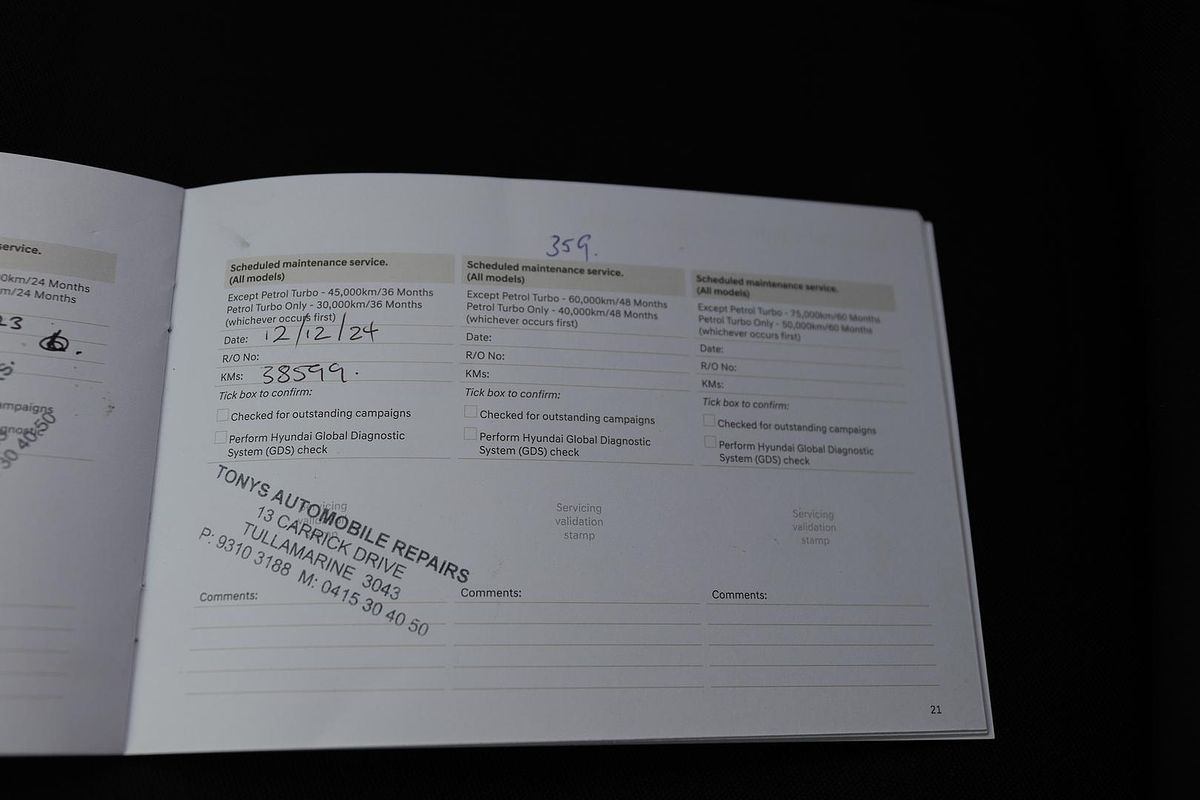 service.
0km/24 Months
m/24 Months
23
mpaigns
30 40 50
359.
Scheduled maintenance service.
(All models)
Except Petrol Turbo - 45,000km/36 Months
Petrol Turbo Only - 30,000km/36 Months
(whichever occurs first)
Date: 12/12/24
R/O No:
KMs: 38599.
Tick box to confirm:
Checked for outstanding campaigns
Perform Hyundai Global Diagnostic
System (GDS) check
TONYS AUTOMOBILE REPAIRS
13 CARRICK DRIVE
TULLAMARINE 3043
P: 9310 3188 M: 0415 30 40 50
Comments:
Scheduled maintenance service.
(All models)
Except Petrol Turbo - 60,000km/48 Months
Petrol Turbo Only - 40,000km/48 Months
(whichever occurs first)
Date:
R/O No:
KMs:
Tick box to confirm:
Checked for outstanding campaigns
Perform Hyundai Global Diagnostic
System (GDS) check
Servicing
validation
stamp
Comments:
Scheduled maintenance service.
(All models)
Except Petrol Turbo - 75,000km/60 Months
Petrol Turbo Only - 50,000km/60 Months
(whichever occurs first)
Date:
R/O No:
KMs:
Tick box to confirm:
Checked for outstanding campaigns
Perform Hyundai Global Diagnostic
System (GDS) check
Servicing
validation
stamp
Comments:
21